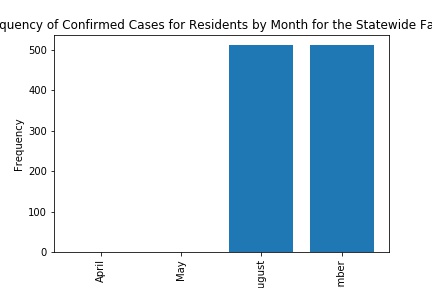 quency of Confirmed Cases for Residents by Month for the Statewide Fa
500
400
300
200
100
0
Frequency
April
May
ugust
mber